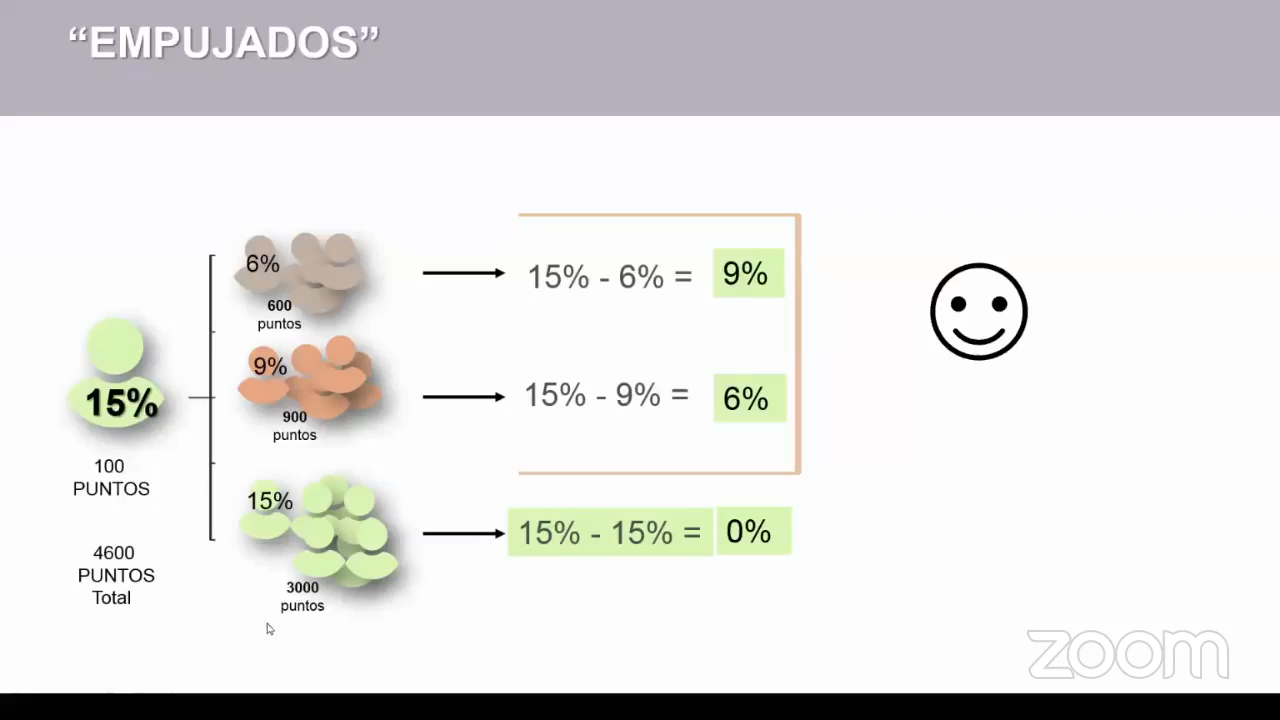 “EMPUJADOS”
6%
600
puntos
15% - 6% =
9%
9%
900
puntos
15% - 9% =
6%
15%
100
PUNTOS
4600
PUNTOS
Total
15%
3000
puntos
15% - 15% =
0%
zoom